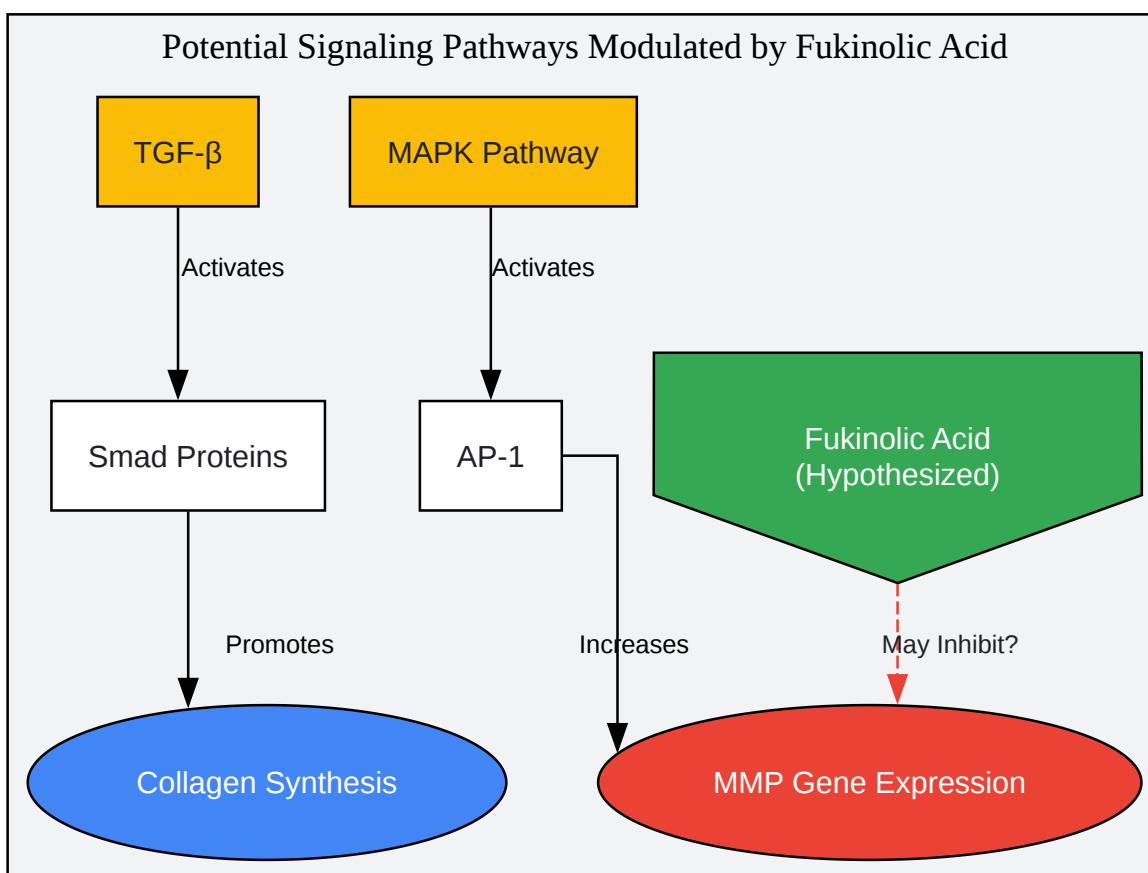 Potential Signaling Pathways Modulated by Fukinolic Acid
TGF-β
MAPK Pathway
Activates
Activates
Smad Proteins
AP-1
Fukinolic Acid
(Hypothesized)
Promotes
Increases
May Inhibit?
Collagen Synthesis
MMP Gene Expression